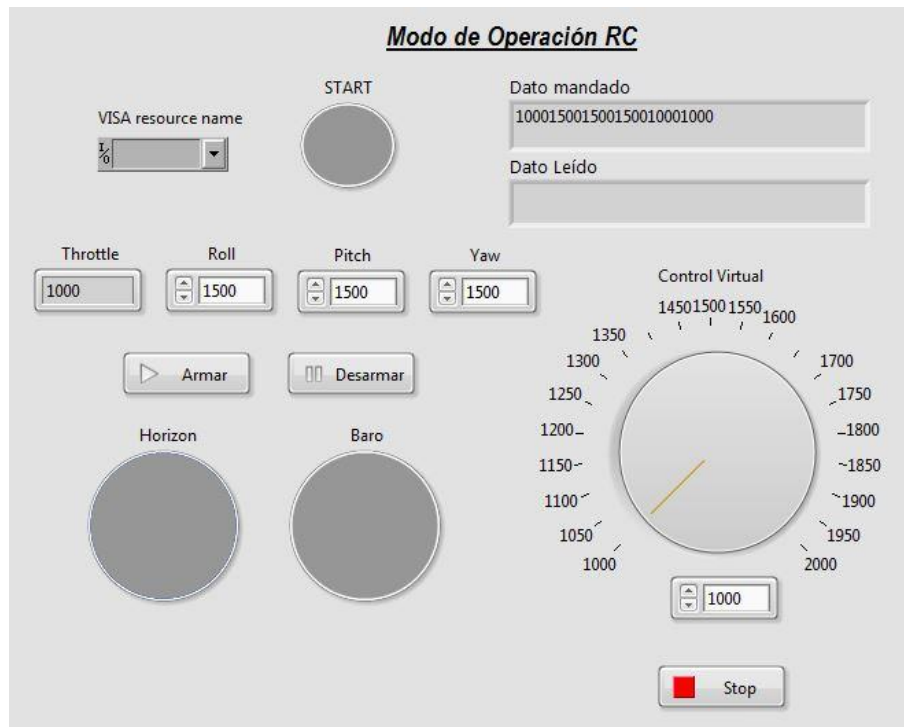 Modo de Operación RC
START
Dato mandado
VISA resource name
100015001500150010001000
Dato Leído
I/O
Throttle Roll Pitch Yaw
1000 1500 1500 1500
Control Virtual
1450 1500 1550
1350 1600
1300 1700
1250 1750
1200 1800
1150 1850
1100 1900
1050 1950
1000 2000
Armar Desarmar
Horizon Baro
1000
Stop